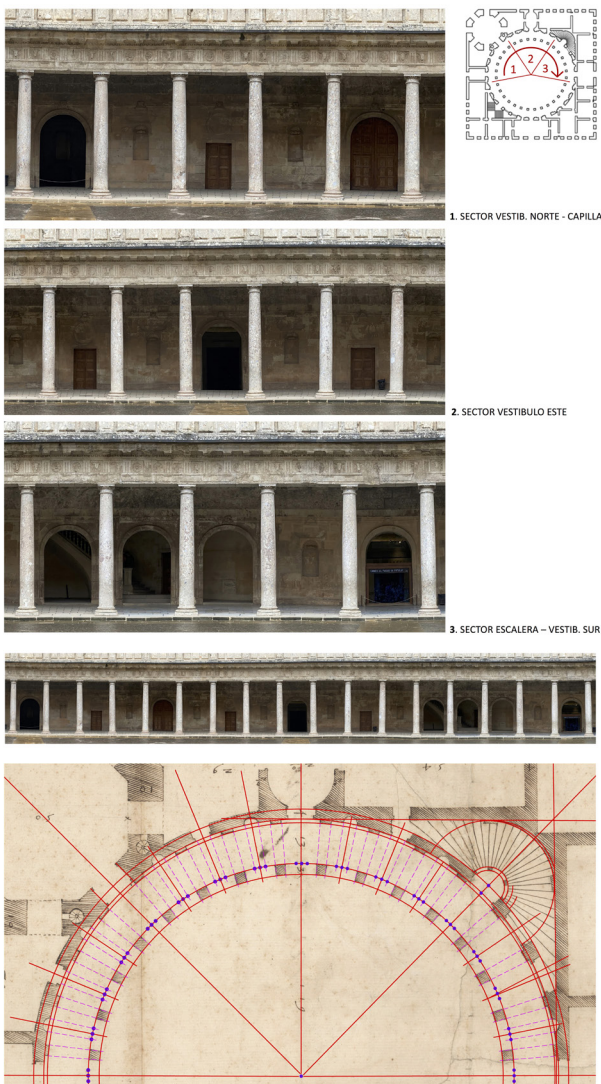 1 2 3
1. SECTOR VESTIB. NORTE - CAPILLA
2. SECTOR VESTIBULO ESTE
3. SECTOR ESCALERA – VESTIB. SUR